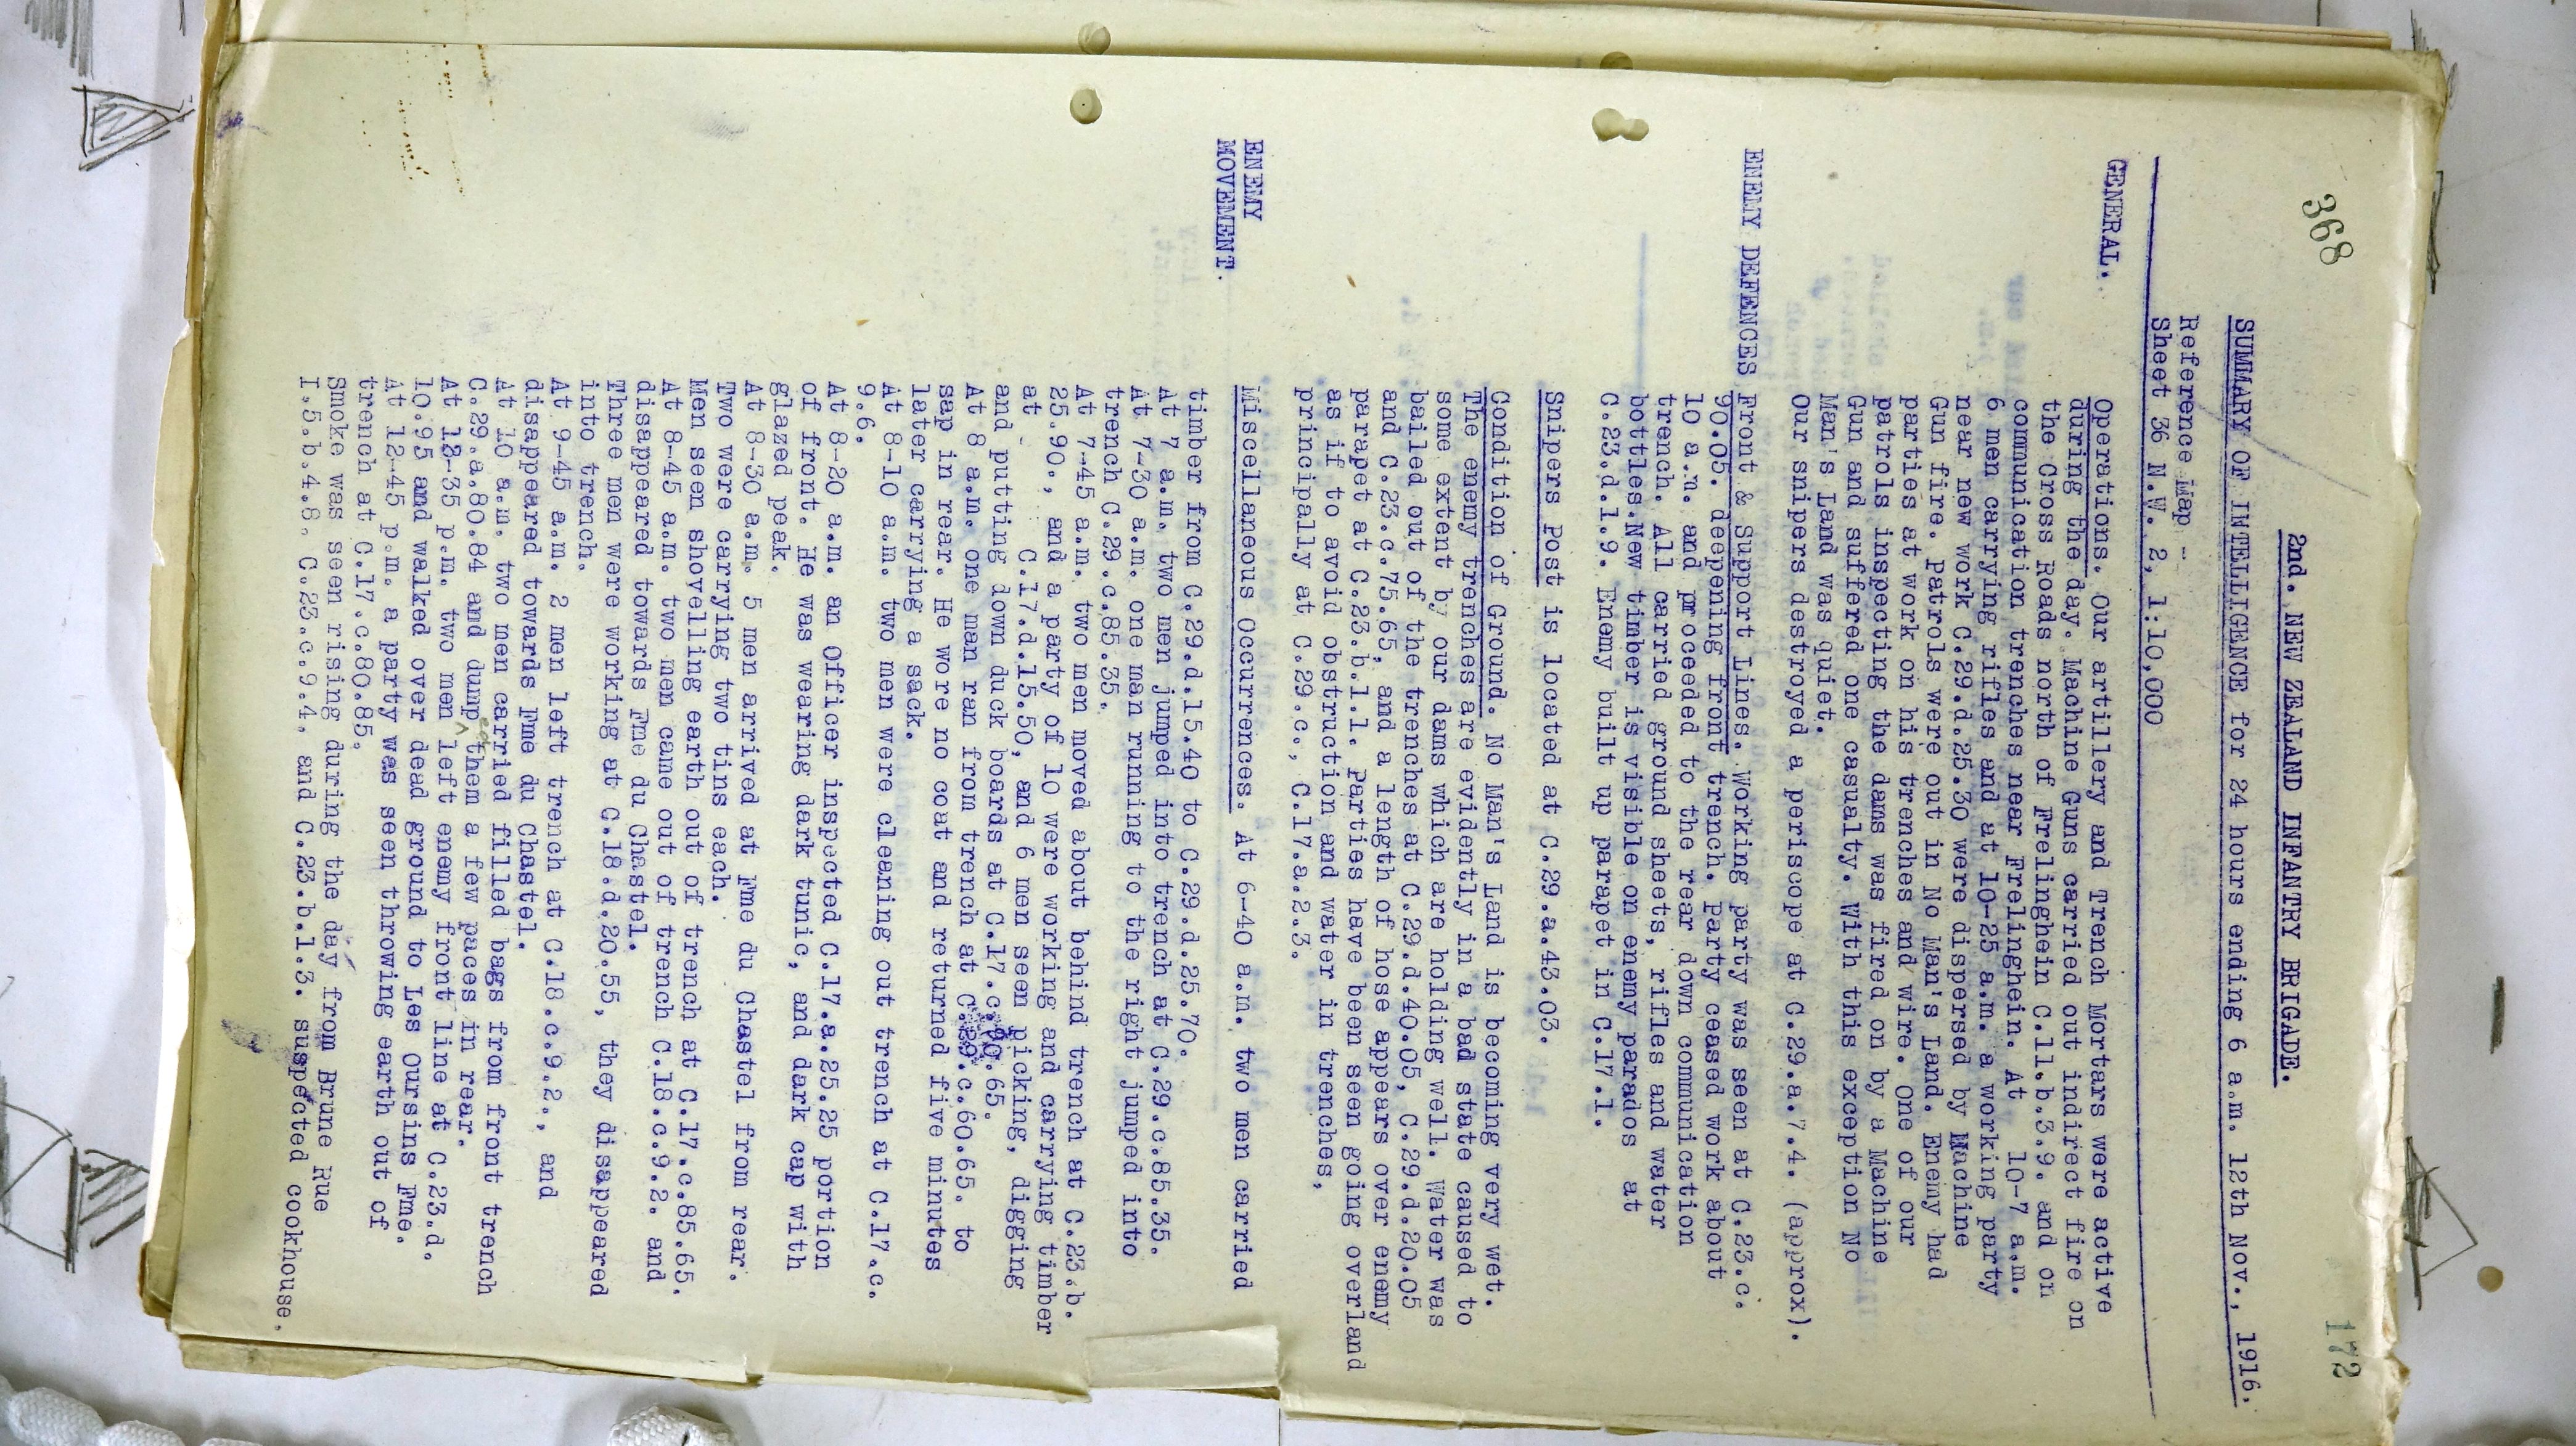 368
172
2nd. NEW ZEALAND INFANTRY BRIGADE.
SUMMARY OF INTELLIGENCE for 24 hours ending 6 a.m. 12th Nov., 1916.
Reference Map -
Sheet 36 N.W. 2, 1:10,000
GENERAL. Operations. Our artillery and Trench Mortars were active
during the day. Machine Guns carried out indirect fire on
the Cross Roads north of Frelinghein C.11.b.3.9. and on
communication trenches near Frelinghein. At 10-7 a.m.
6 men carrying rifles and at 10-25 a.m. a working party
near new work C.29.d.25.30 were dispersed by Machine
Gun fire. Patrols were out in No Man's Land. Enemy had
parties at work on his trenches and wire. One of our
patrols inspecting the dams was fired on by a Machine
Gun and suffered one casualty. With this exception No
Man's Land was quiet.
Our snipers destroyed a periscope at C.29.a.7.4. (approx).
ENEMY DEFENCES Front & Support Lines. Working party was seen at C.23.c.
90.05. deepening front trench. Party ceased work about
10 a.m. and proceeded to the rear down communication
trench. All carried ground sheets, rifles and water
bottles.New timber is visible on enemy parados at
C.23.d.1.9. Enemy built up parapet in C.17.1.
Snipers Post is located at C.29.a.43.03.
Condition of Ground. No Man's Land is becoming very wet.
The enemy trenches are evidently in a bad state caused to
some extent by our dams which are holding well. Water was
bailed out of the trenches at C.29.d.40.05, C.29.d.20.05
and C.23.c.75.65, and a length of hose appears over enemy
parapet at C.23.b.1.1. Parties have been seen going overland
as if to avoid obstruction and water in trenches,
principally at C.29.c., C.17.a.2.3.
ENEMY
MOVEMENT. Miscellaneous Occurrences. At 6-40 a.m. two men carried
timber from C.29.d.15.40 to C.29.d.25.70.
At 7 a.m. two men jumped into trench at C.29.c.85.35.
At 7-30 a.m. one man running to the right jumped into
trench C.29.c.85.35.
At 7-45 a.m. two men moved about behind trench at C.23.b.
25.90., and a party of 10 were working and carrying timber
at C.17.d.15.50, and 6 men seen picking, digging
and putting down duck boards at C.17.c. .65.
At 8 a.m. one man ran from trench at C.29.c.60.65. to
sap in rear. He wore no coat and returned five minutes
later carrying a sack.
At 8-10 a.m. two men were cleaning out trench at C.17.c.
9.6.
At 8-20 a.m. an Officer inspected C.17.a.25.25 portion
of front. He was wearing dark tunic, and dark cap with
glazed peak.
At 8-30 a.m. 5 men arrived at Fme du Chastel from rear.
Two were carrying two tins each.
Men seen shovelling earth out of trench at C.17.c.85.65.
At 8-45 a.m. two men came out of trench C.18.c.9.2. and
disappeared towards Fme du Chastel.
Three men were working at C.18.d.20.55, they disappeared
into trench.
At 9-45 a.m. 2 men left trench at C.18.c.9.2., and
disappeared towards Fme du Chastel.
At 10 a.m. two men carried filled bags from front trench
C.29.a.80.84 and dumped them a few paces in rear.
At 12-35 p.m. two men left enemy front line at C.23.d.
10.95 and walked over dead ground to Les Oursins Fme.
At 12-45 p.m. a party was seen throwing earth out of
trench at C.17.c.80.85.
Smoke was seen rising during the day from Brune Rue
I.5.b.4.8. C.23.c.9.4. and C.23.b.1.3. suspected cookhouse.